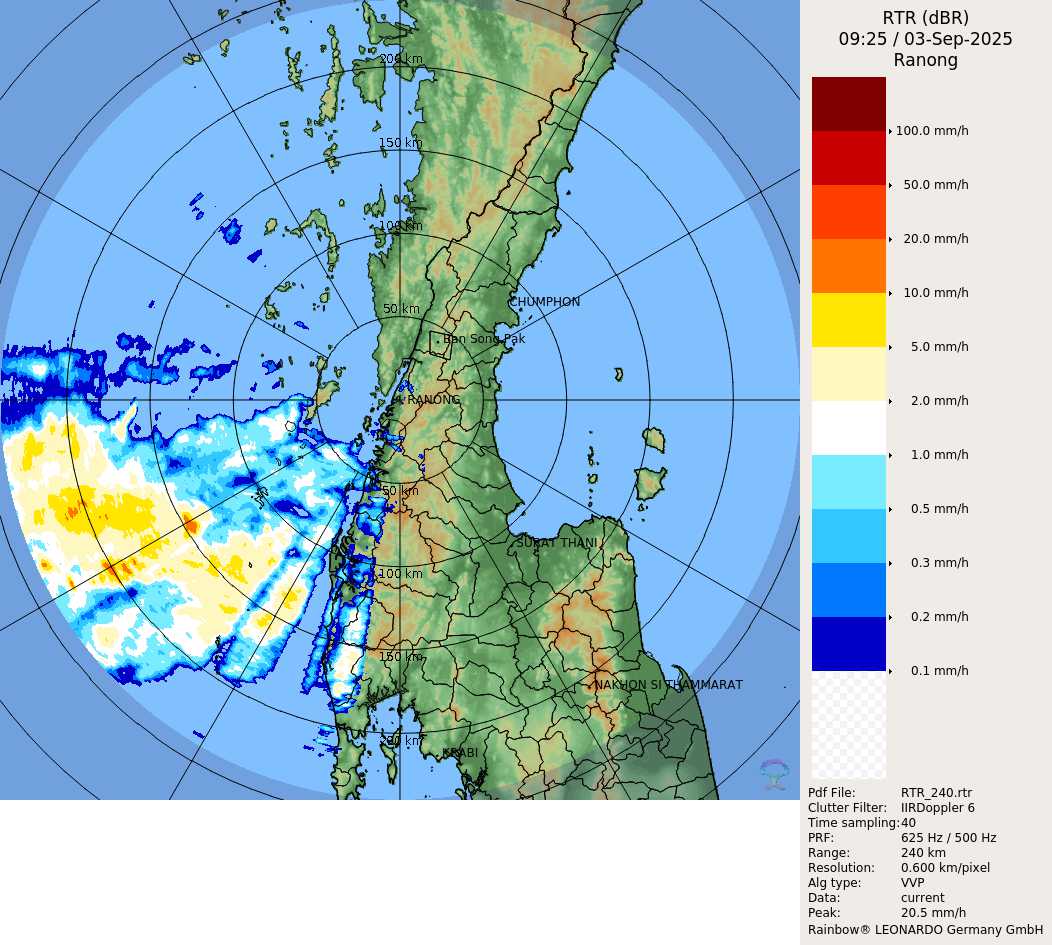 200 km
150 km
100 km
50 km
CHUMPHON
Ban Song Pak
RANONG
50 km
SURAT THANI
100 km
150 km
NAKHON SI THAMMARAT
200 km
KRABI
RTR (dBR)
09:25 / 03-Sep-2025
Ranong
100.0 mm/h
50.0 mm/h
20.0 mm/h
10.0 mm/h
5.0 mm/h
2.0 mm/h
1.0 mm/h
0.5 mm/h
0.3 mm/h
0.2 mm/h
0.1 mm/h
Pdf File: RTR_240.rtr
Clutter Filter: IIRDoppler 6
Time sampling: 40
PRF: 625 Hz / 500 Hz
Range: 240 km
Resolution: 0.600 km/pixel
Alg type: VVP
Data: current
Peak: 20.5 mm/h
Rainbow® LEONARDO Germany GmbH